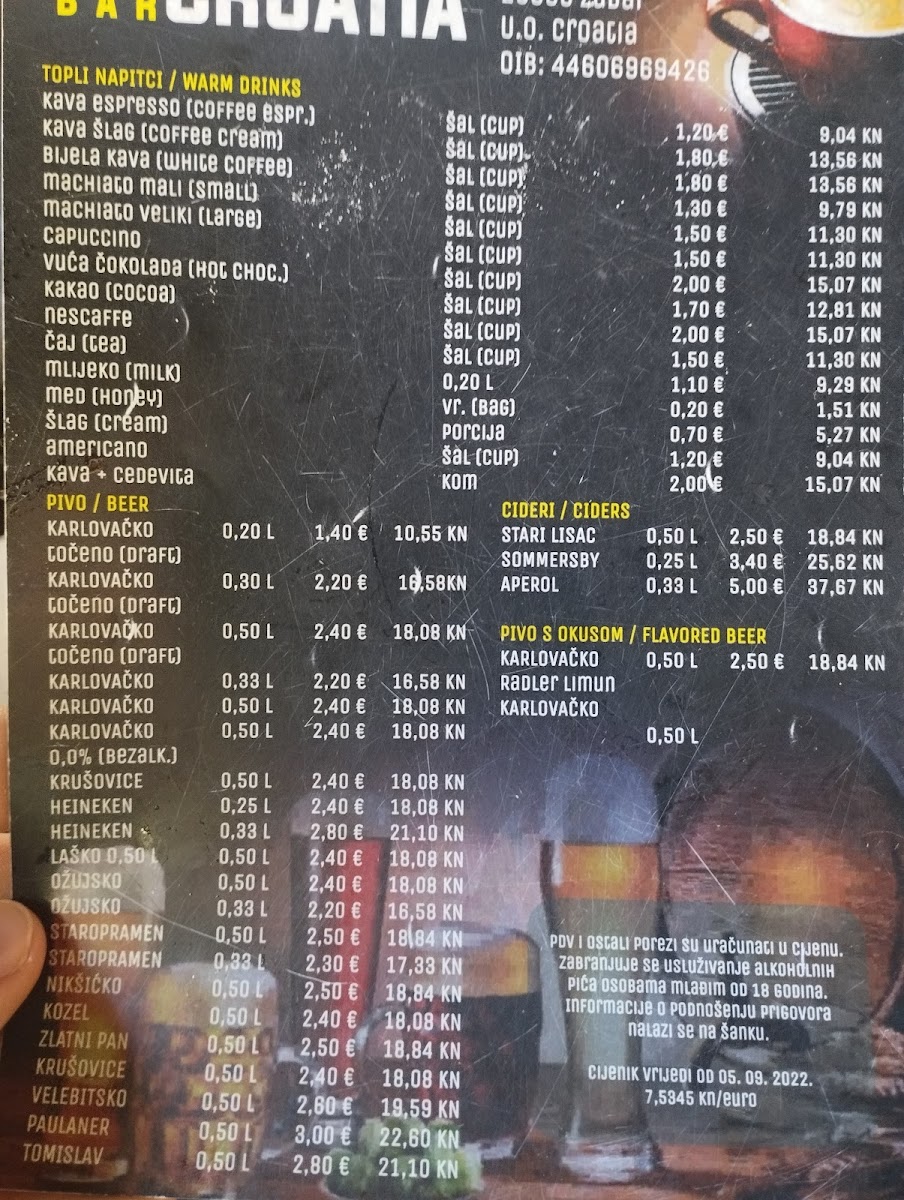 BAR CROATIA
U.O. Croatia
OIB: 44606969426
TOPLI NAPITCI / WARM DRINKS
Kava espresso (coffee espr.) šal (cup) 1,20 € 9,04 KN
Kava šlag (coffee cream) šal (cup) 1,80 € 13,56 KN
Bijela kava (white coffee) šal (cup) 1,80 € 13,56 KN
Machiato mali (small) šal (cup) 1,30 € 9,79 KN
Machiato veliki (large) šal (cup) 1,50 € 11,30 KN
Capuccino šal (cup) 1,50 € 11,30 KN
Vuća čokolada (hot choc.) šal (cup) 2,00 € 15,07 KN
Kakao (cocoa) šal (cup) 1,70 € 12,81 KN
Nescaffe šal (cup) 2,00 € 15,07 KN
Čaj (tea) šal (cup) 1,50 € 11,30 KN
Mlijeko (milk) 0,20 L 1,10 € 9,29 KN
Med (honey) vr. (bag) 0,20 € 1,51 KN
Šlag (cream) porcija 0,70 € 5,27 KN
Americano šal (cup) 1,20 € 9,04 KN
Kava + cedevita kom 2,00 € 15,07 KN
PIVO / BEER
KARLOVAČKO 0,20 L 1,40 € 10,55 KN
točeno (draft)
KARLOVAČKO 0,30 L 2,20 € 16,58KN
točeno (draft)
KARLOVAČKO 0,50 L 2,40 € 18,08 KN
točeno (draft)
KARLOVAČKO 0,33 L 2,20 € 16,58 KN
KARLOVAČKO 0,50 L 2,40 € 18,08 KN
KARLOVAČKO 0,50 L 2,40 € 18,08 KN
0,0% (bezalk.)
KRUŠOVICE 0,50 L 2,40 € 18,08 KN
HEINEKEN 0,25 L 2,40 € 18,08 KN
HEINEKEN 0,33 L 2,80 € 21,10 KN
LAŠKO 0,50 L 0,50 L 2,40 € 18,08 KN
OŽUJSKO 0,50 L 2,40 € 18,08 KN
OŽUJSKO 0,33 L 2,20 € 16,58 KN
STAROPRAMEN 0,50 L 2,50 € 18,84 KN
STAROPRAMEN 0,33 L 2,30 € 17,33 KN
NIKŠIĆKO 0,50 L 2,50 € 18,84 KN
KOZEL 0,50 L 2,40 € 18,08 KN
ZLATNI PAN 0,50 L 2,50 € 18,84 KN
KRUŠOVICE 0,50 L 2,40 € 18,08 KN
VELEBITSKO 0,50 L 2,60 € 19,59 KN
PAULANER 0,50 L 3,00 € 22,60 KN
TOMISLAV 0,50 L 2,80 € 21,10 KN
CIDERI / CIDERS
STARI LISAC 0,50 L 2,50 € 18,84 KN
SOMMERSBY 0,25 L 3,40 € 25,62 KN
APEROL 0,33 L 5,00 € 37,67 KN
PIVO S OKUSOM / FLAVORED BEER
KARLOVAČKO 0,50 L 2,50 € 18,84 KN
Radler limun
KARLOVAČKO
0,50 L
PDV i ostali porezi su uračunati u cijenu.
Zabranjuje se usluživanje alkoholnih
pića osobama mlađim od 18 godina.
Informacije o podnošenju prigovora
nalazi se na šanku.
Cijenik vrijedi od 05. 09. 2022.
7,5345 kn/euro